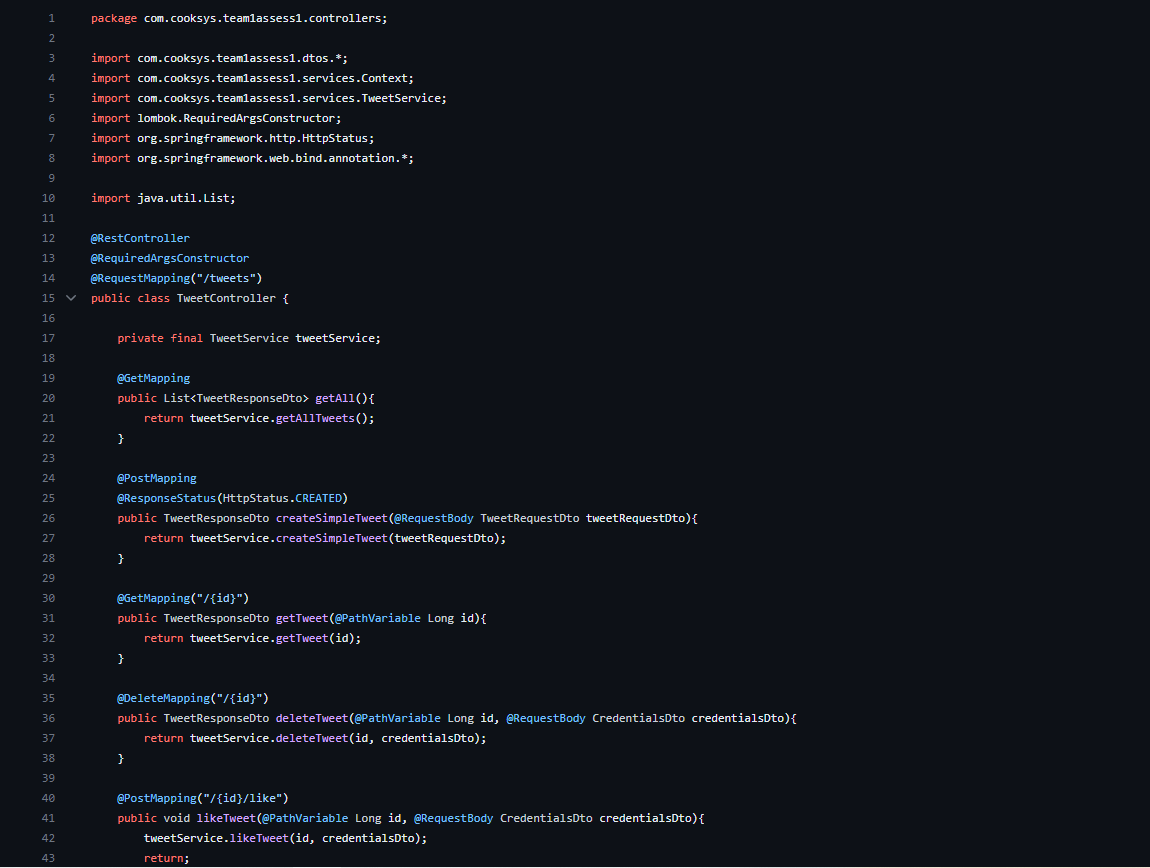 1 package com.cooksys.team1assess1.controllers;
2
3 import com.cooksys.team1assess1.dtos.*;
4 import com.cooksys.team1assess1.services.Context;
5 import com.cooksys.team1assess1.services.TweetService;
6 import lombok.RequiredArgsConstructor;
7 import org.springframework.http.HttpStatus;
8 import org.springframework.web.bind.annotation.*;
9
10 import java.util.List;
11
12 @RestController
13 @RequiredArgsConstructor
14 @RequestMapping("/tweets")
15 public class TweetController {
16
17     private final TweetService tweetService;
18
19     @GetMapping
20     public List<TweetResponseDto> getAll(){
21         return tweetService.getAllTweets();
22     }
23
24     @PostMapping
25     @ResponseStatus(HttpStatus.CREATED)
26     public TweetResponseDto createSimpleTweet(@RequestBody TweetRequestDto tweetRequestDto){
27         return tweetService.createSimpleTweet(tweetRequestDto);
28     }
29
30     @GetMapping("/{id}")
31     public TweetResponseDto getTweet(@PathVariable Long id){
32         return tweetService.getTweet(id);
33     }
34
35     @DeleteMapping("/{id}")
36     public TweetResponseDto deleteTweet(@PathVariable Long id, @RequestBody CredentialsDto credentialsDto){
37         return tweetService.deleteTweet(id, credentialsDto);
38     }
39
40     @PostMapping("/{id}/like")
41     public void likeTweet(@PathVariable Long id, @RequestBody CredentialsDto credentialsDto){
42         tweetService.likeTweet(id, credentialsDto);
43         return;